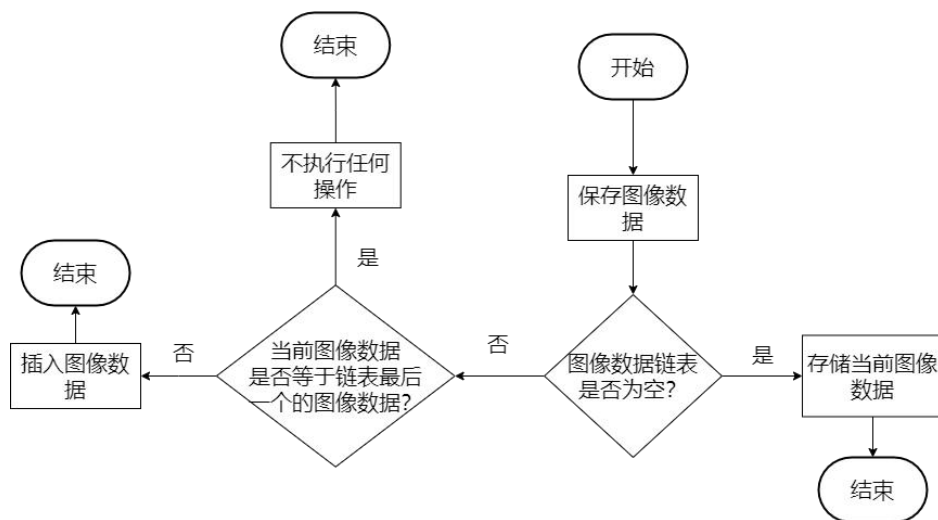 开始
保存图像数
据
图像数据链表
是否为空？
是
存储当前图像
数据
结束
否
当前图像数据
是否等于链表最后
一个的图像数据？
是
不执行任何
操作
结束
否
插入图像数
据
结束